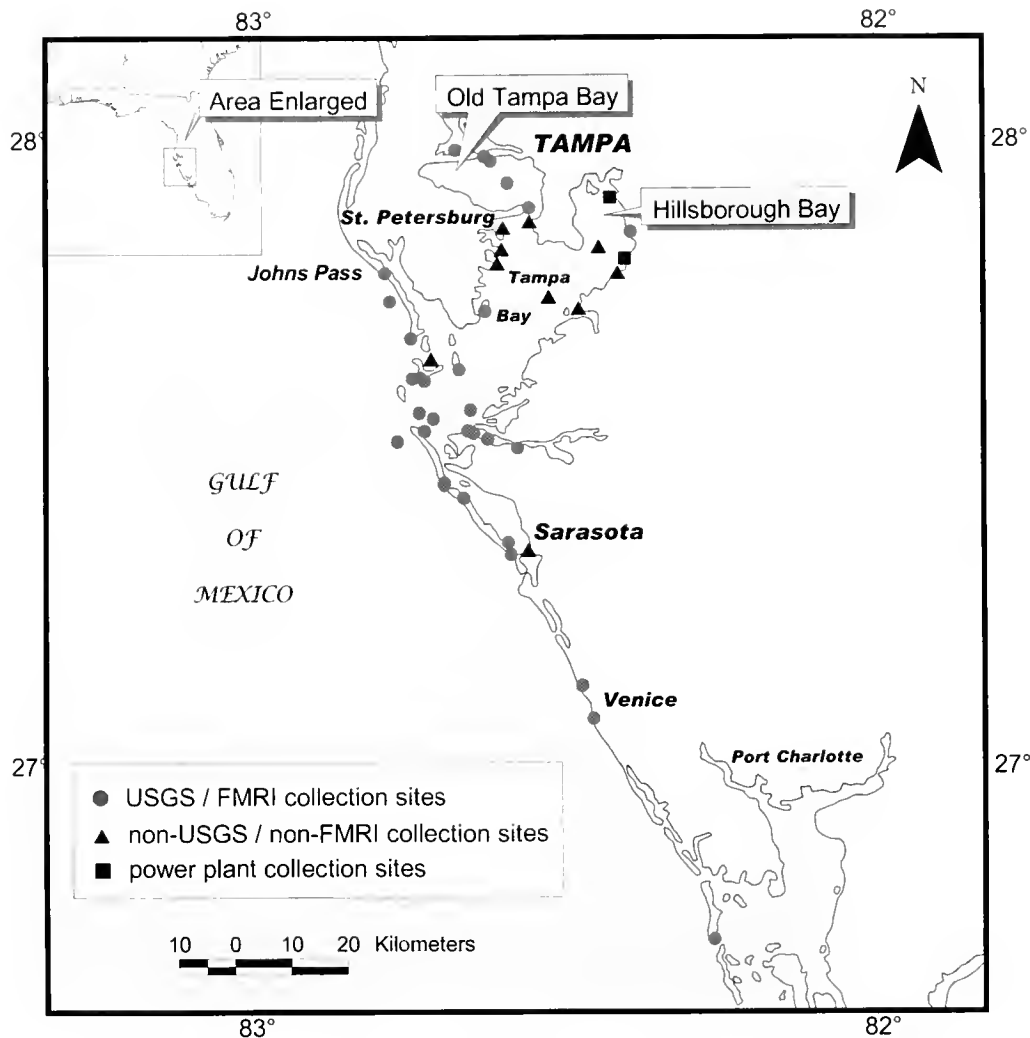 83°
82°
Area Enlarged
Old Tampa Bay
N
28°
TAMPA
28°
St. Petersburg
Hillsborough Bay
Johns Pass
Tampa
Bay
GULF
OF
MEXICO
Sarasota
Venice
Port Charlotte
27°
27°
USGS / FMRI collection sites
non-USGS / non-FMRI collection sites
power plant collection sites
10 0 10 20 Kilometers
83°
82°